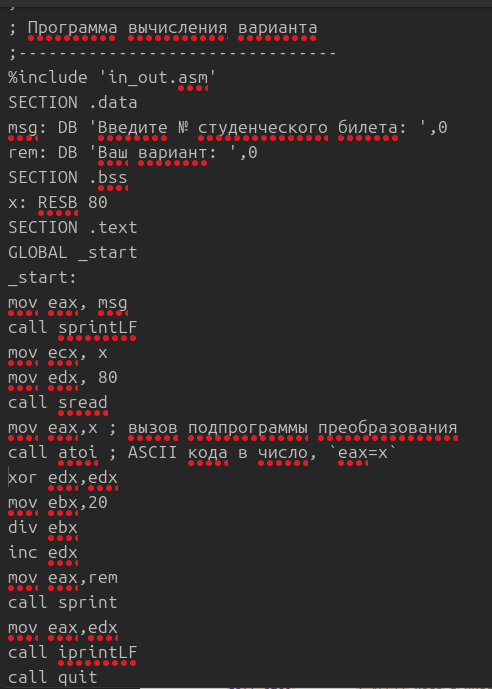 ; Программа вычисления варианта
;--------------------------------
%include 'in_out.asm'
SECTION .data
msg: DB 'Введите № студенческого билета: ',0
rem: DB 'Ваш вариант: ',0
SECTION .bss
x: RESB 80
SECTION .text
GLOBAL _start
_start:
mov eax, msg
call sprintLF
mov ecx, x
mov edx, 80
call sread
mov eax,x ; вызов подпрограммы преобразования
call atoi ; ASCII кода в число, `eax=x`
xor edx,edx
mov ebx,20
div ebx
inc edx
mov eax,rem
call sprint
mov eax,edx
call iprintLF
call quit